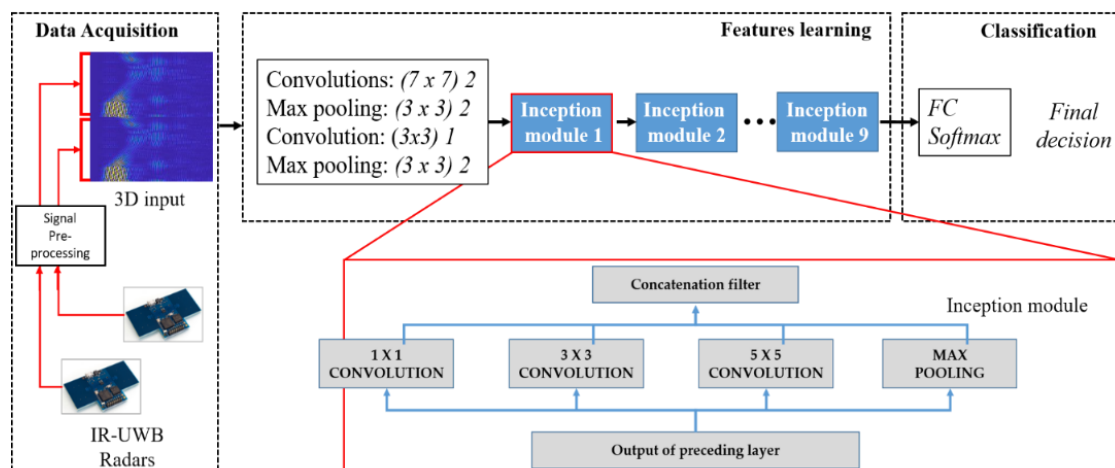 Data Acquisition
3D input
Signal
Pre-
processing
IR-UWB
Radars
Features learning
Convolutions: (7 x 7) 2
Max pooling: (3 x 3) 2
Convolution: (3x3) 1
Max pooling: (3 x 3) 2
Inception
module 1
Inception
module 2
Inception
module 9
Classification
FC
Softmax
Final
decision
Concatenation filter
Inception module
1 X 1
CONVOLUTION
3 X 3
CONVOLUTION
5 X 5
CONVOLUTION
MAX
POOLING
Output of preceding layer